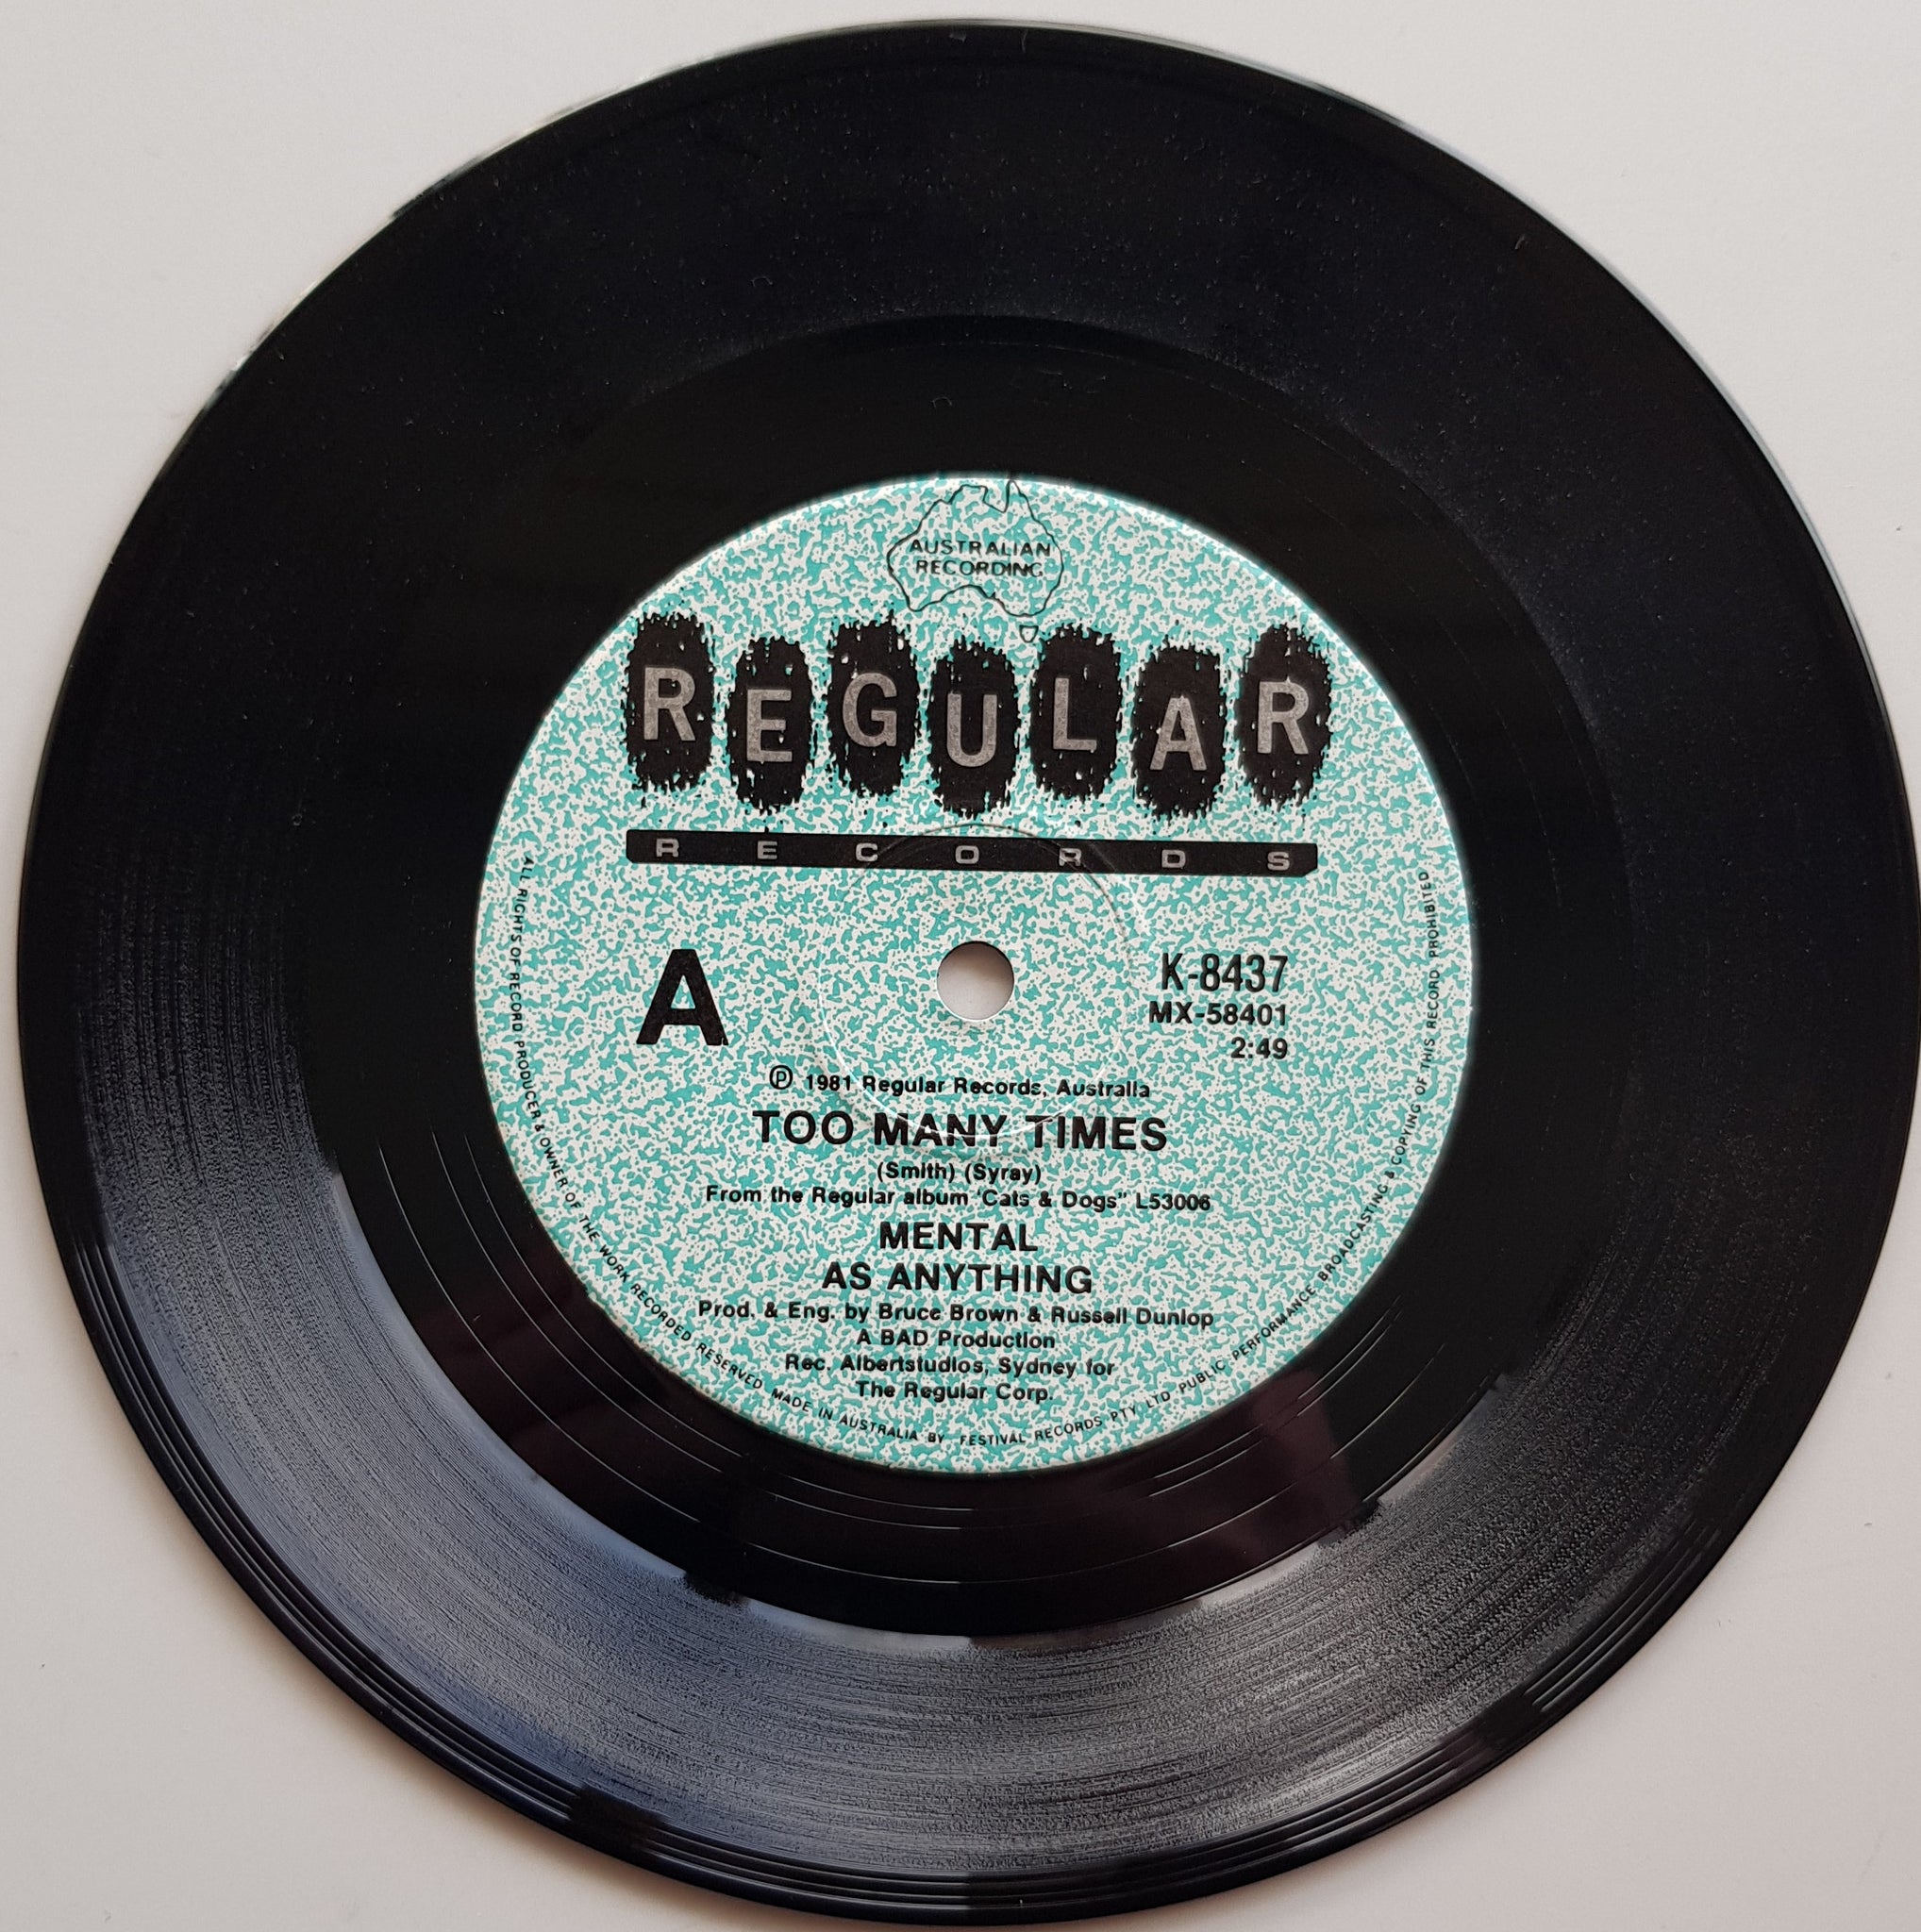 AUSTRALIAN
RECORDING
REGULAR
RECORDS
A
K-8437
MX-58401
2:49
Ⓟ 1981 Regular Records, Australia
TOO MANY TIMES
(Smith) (Syray)
From the Regular album 'Cats & Dogs" L53006
MENTAL
AS ANYTHING
Prod. & Eng. by Bruce Brown & Russell Dunlop
A BAD Production
Rec. Albertstudios, Sydney for
The Regular Corp.
ALL RIGHTS OF RECORD PRODUCER & OWNER OF THE WORK RECORDED RESERVED MADE IN AUSTRALIA BY FESTIVAL RECORDS PTY LTD PUBLIC PERFORMANCE BROADCASTING & COPYING OF THIS RECORD PROHIBITED